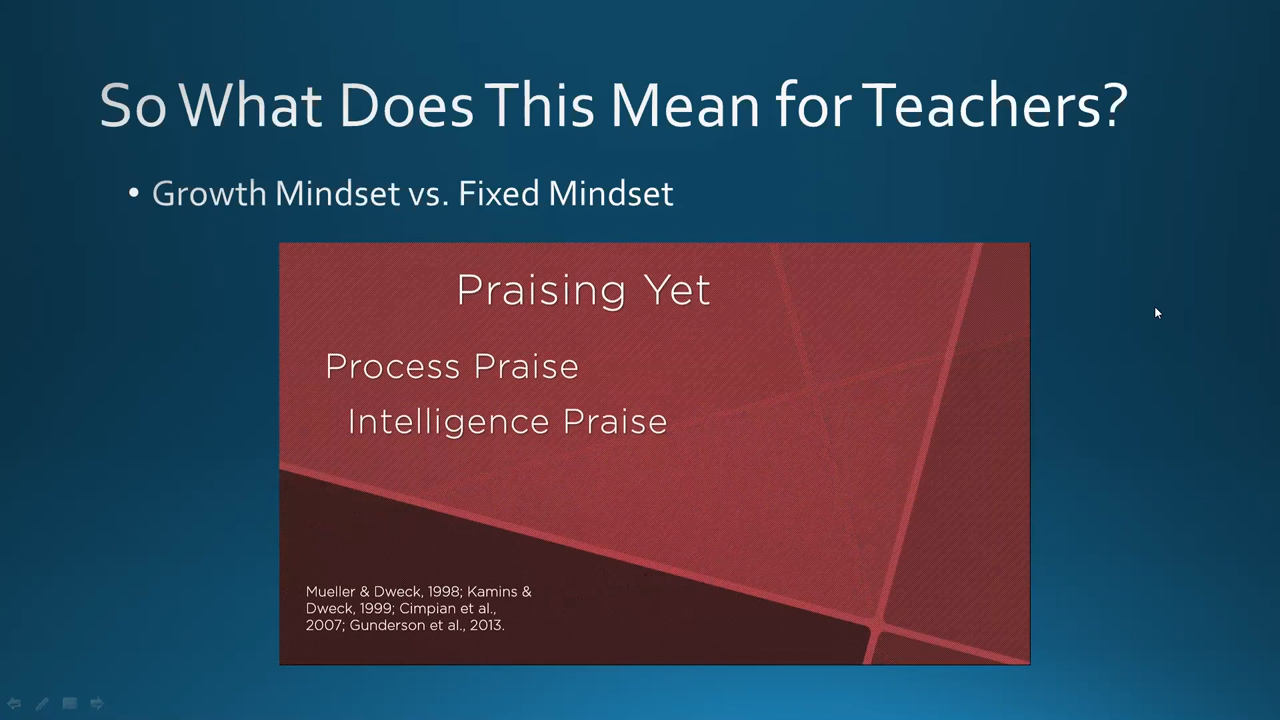 So What Does This Mean for Teachers?
• Growth Mindset vs. Fixed Mindset
Praising Yet
Process Praise
Intelligence Praise
Mueller & Dweck, 1998; Kamins &
Dweck, 1999; Cimpian et al.,
2007; Gunderson et al., 2013.